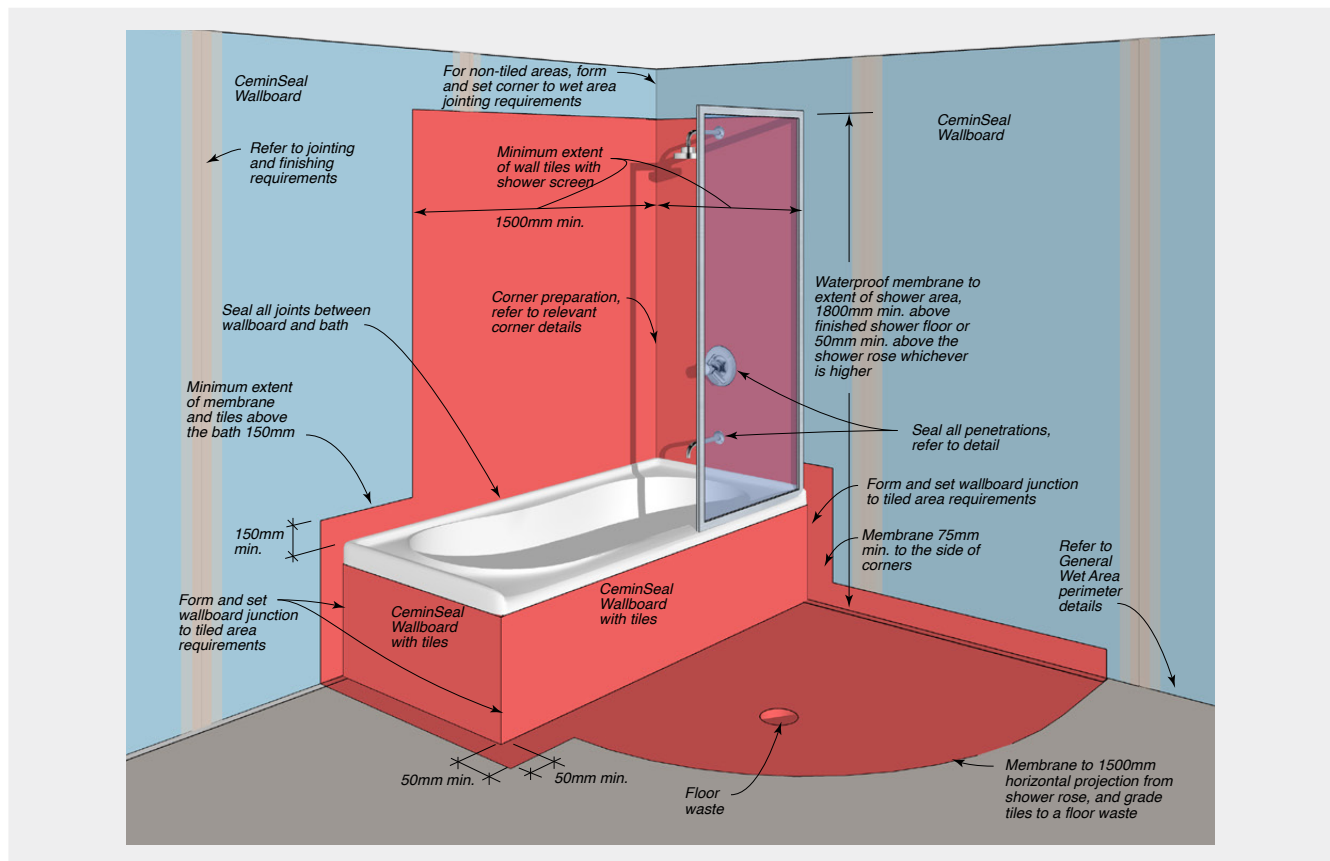 CeminSeal
Wallboard
For non-tiled areas, form
and set corner to wet area
jointing requirements
CeminSeal
Wallboard
Refer to jointing
and finishing
requirements
Minimum extent
of wall tiles with
shower screen
1500mm min.
Seal all joints between
wallboard and bath
Corner preparation,
refer to relevant
corner details
Waterproof membrane to
extent of shower area,
1800mm min. above
finished shower floor or
50mm min. above the
shower rose whichever
is higher
Minimum extent
of membrane
and tiles above
the bath 150mm
Seal all penetrations,
refer to detail
Form and set wallboard junction
to tiled area requirements
150mm
min.
Membrane 75mm
min. to the side of
corners
Refer to
General
Wet Area
perimeter
details
Form and set
wallboard junction
to tiled area
requirements
CeminSeal
Wallboard
with tiles
CeminSeal
Wallboard
with tiles
50mm min.
50mm min.
Floor
waste
Membrane to 1500mm
horizontal projection from
shower rose, and grade
tiles to a floor waste